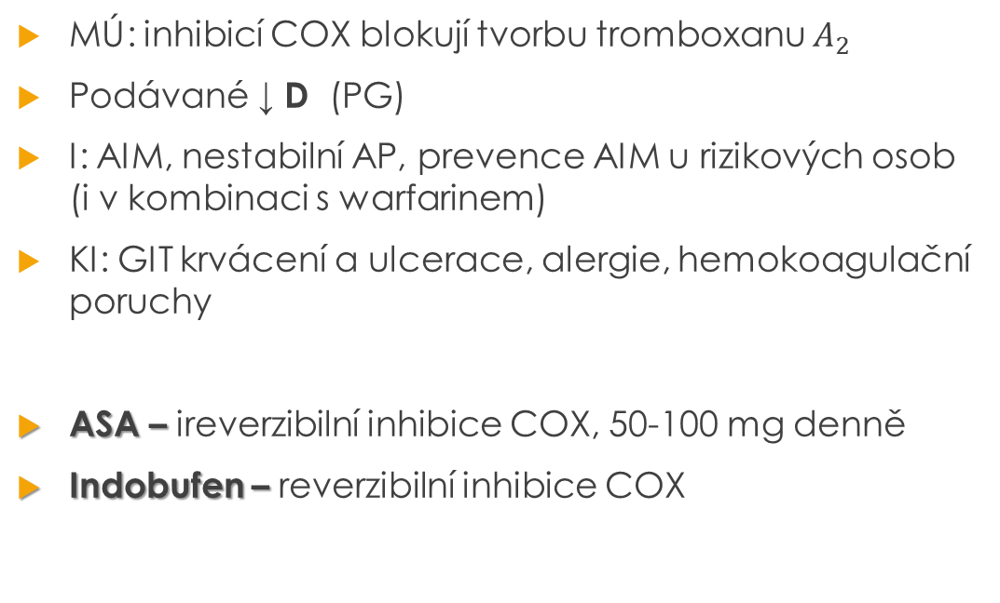 MÚ: inhibicí COX blokují tvorbu tromboxanu A₂
Podávané ↓ D (PG)
I: AIM, nestabilní AP, prevence AIM u rizikových osob
(i v kombinaci s warfarinem)
KI: GIT krvácení a ulcerace, alergie, hemokoagulační
poruchy
ASA – ireverzibilní inhibice COX, 50-100 mg denně
Indobufen – reverzibilní inhibice COX